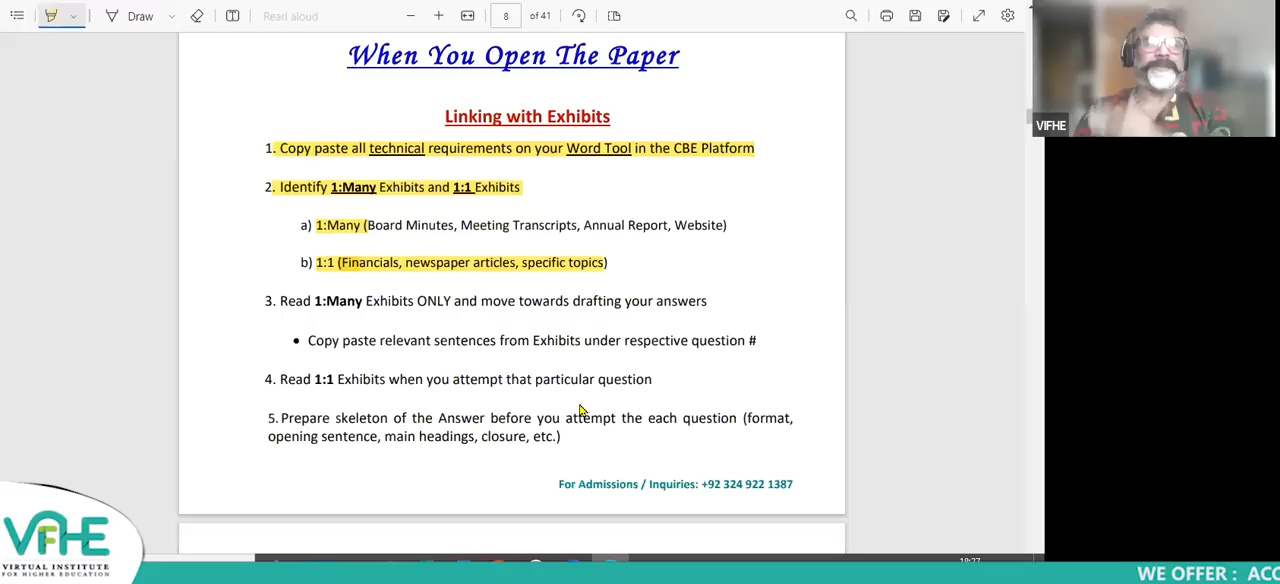 Draw
Read aloud
8
of 41
When You Open The Paper
Linking with Exhibits
1. Copy paste all technical requirements on your Word Tool in the CBE Platform
2. Identify 1:Many Exhibits and 1:1 Exhibits
a) 1:Many (Board Minutes, Meeting Transcripts, Annual Report, Website)
b) 1:1 (Financials, newspaper articles, specific topics)
3. Read 1:Many Exhibits ONLY and move towards drafting your answers
• Copy paste relevant sentences from Exhibits under respective question #
4. Read 1:1 Exhibits when you attempt that particular question
5. Prepare skeleton of the Answer before you attempt the each question (format,
opening sentence, main headings, closure, etc.)
For Admissions / Inquiries: +92 324 922 1387
VIFHE
VIFHE
VIRTUAL INSTITUTE
FOR HIGHER EDUCATION
WE OFFER : ACC